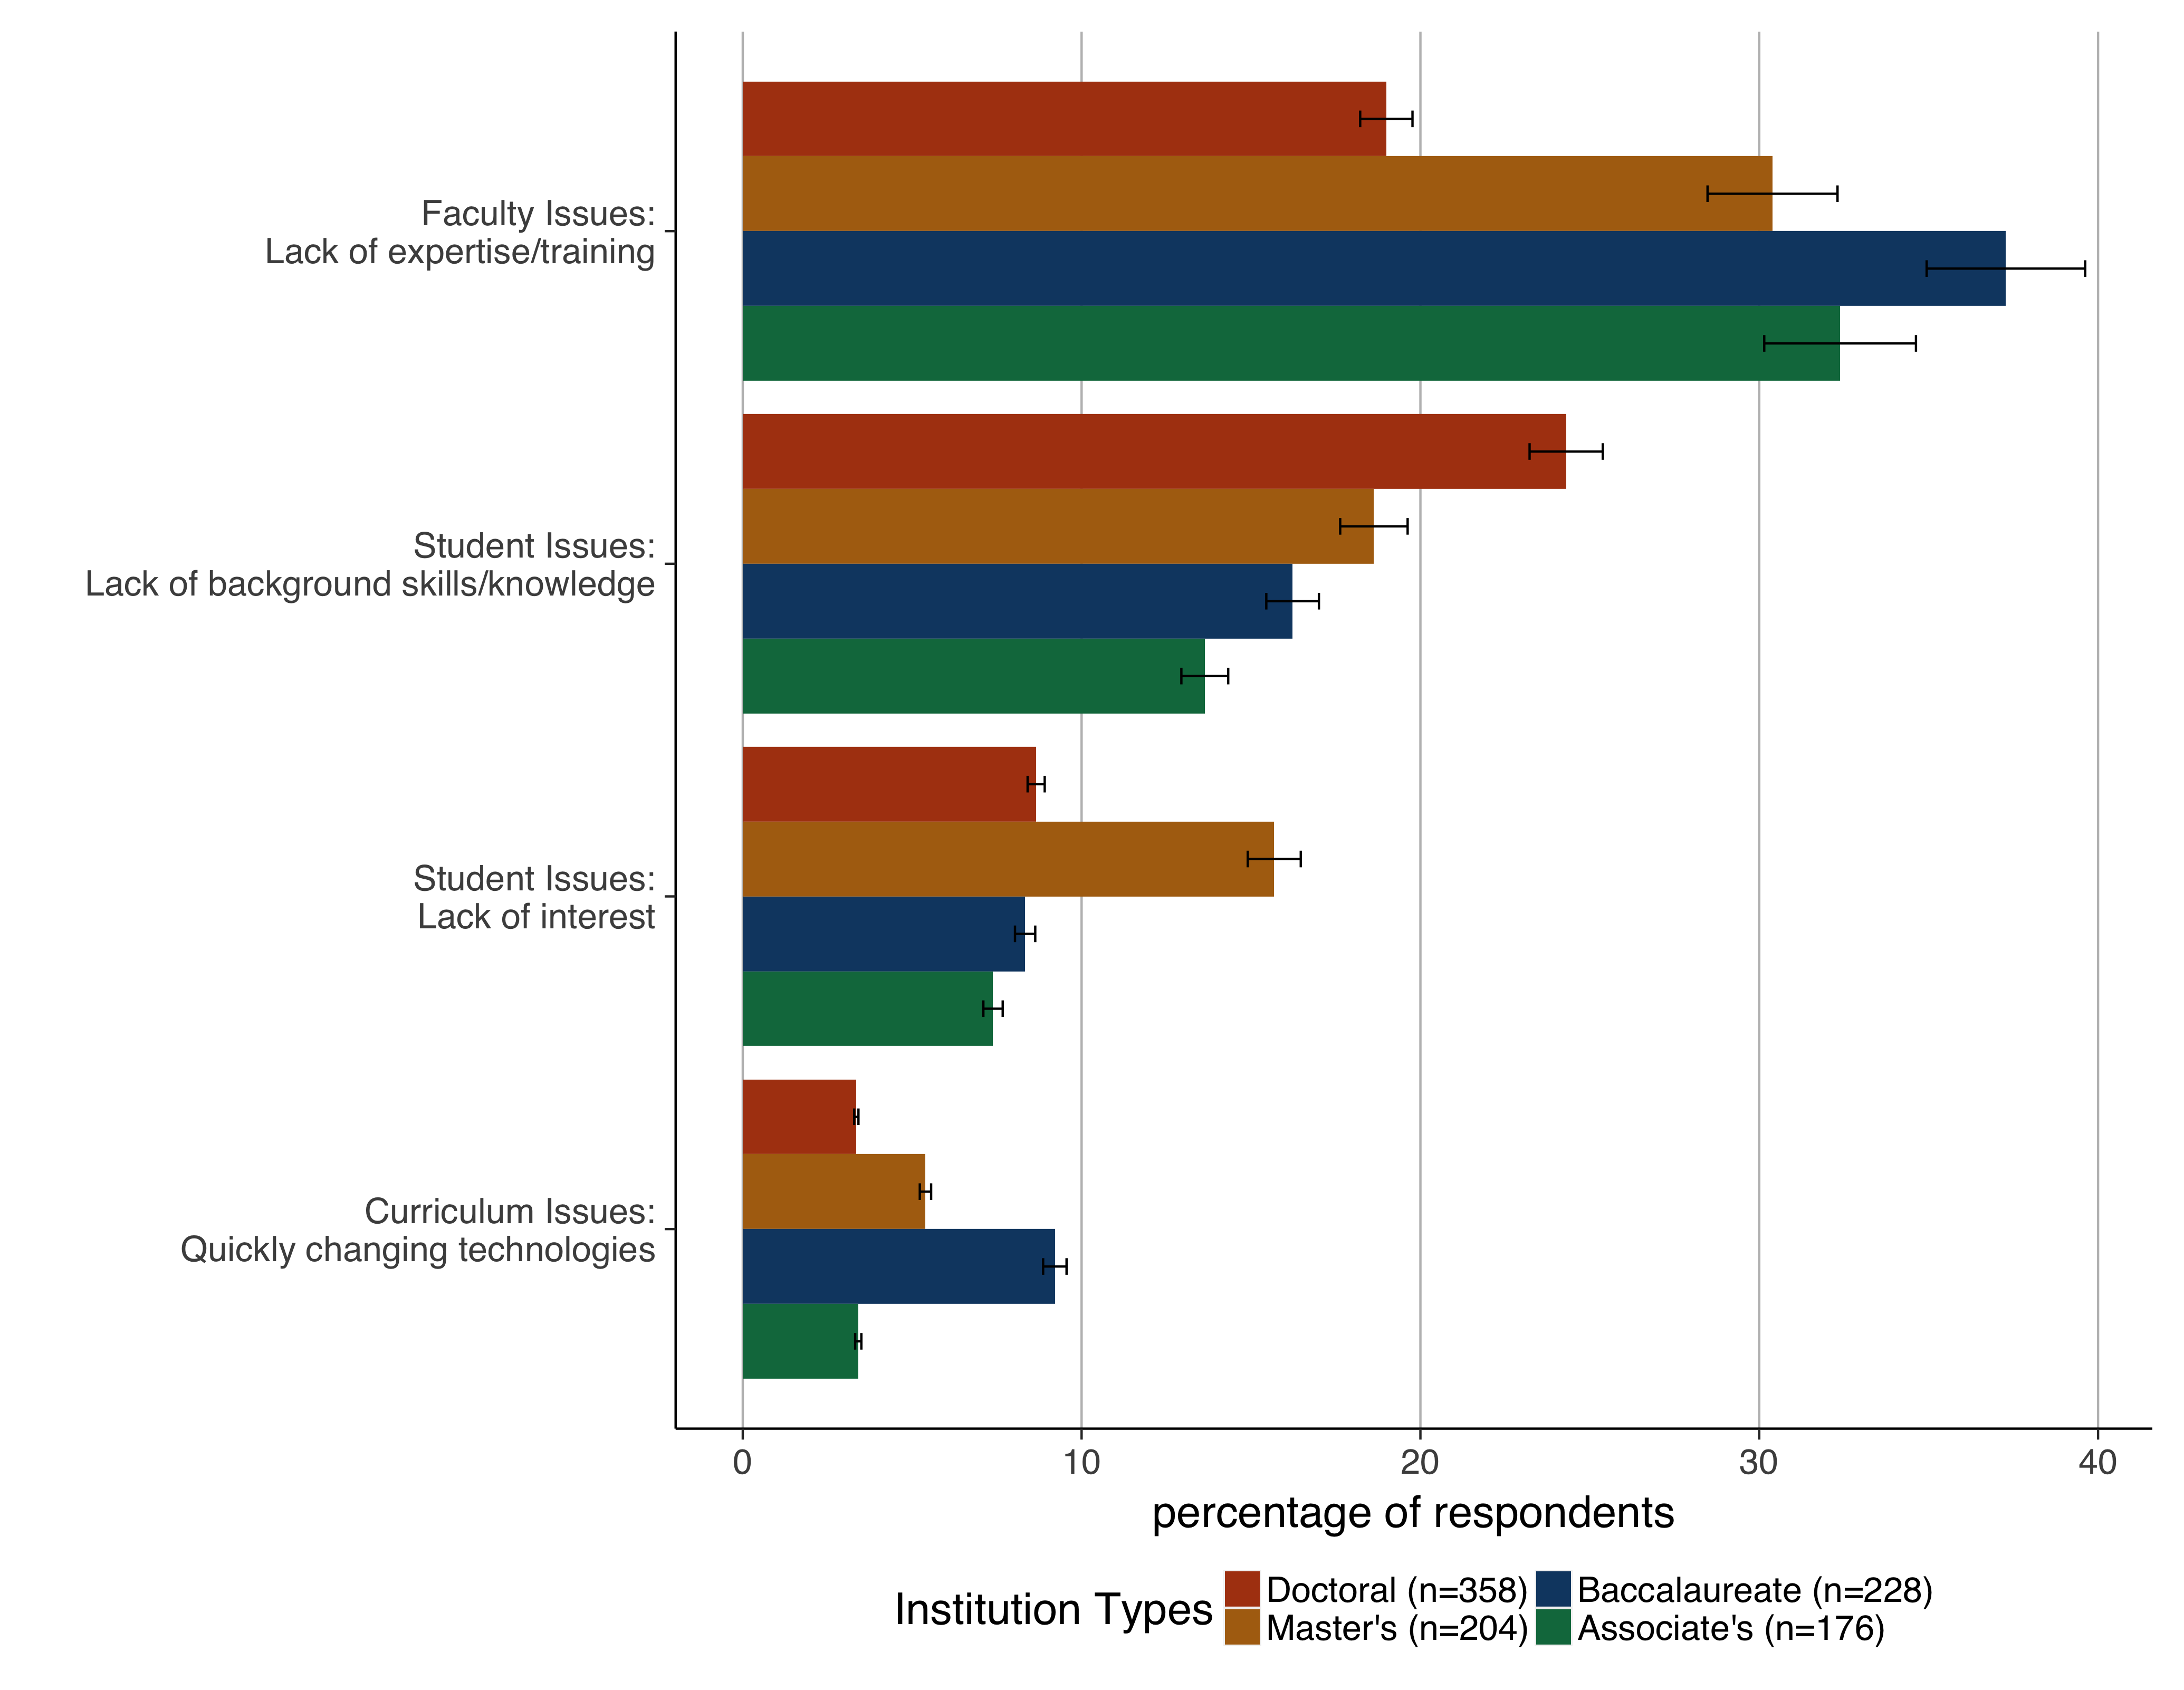 Faculty Issues:
Lack of expertise/training
Student Issues:
Lack of background skills/knowledge
Student Issues:
Lack of interest
Curriculum Issues:
Quickly changing technologies
0 10 20 30 40
percentage of respondents
Institution Types
Doctoral (n=358) Baccalaureate (n=228)
Master's (n=204) Associate's (n=176)